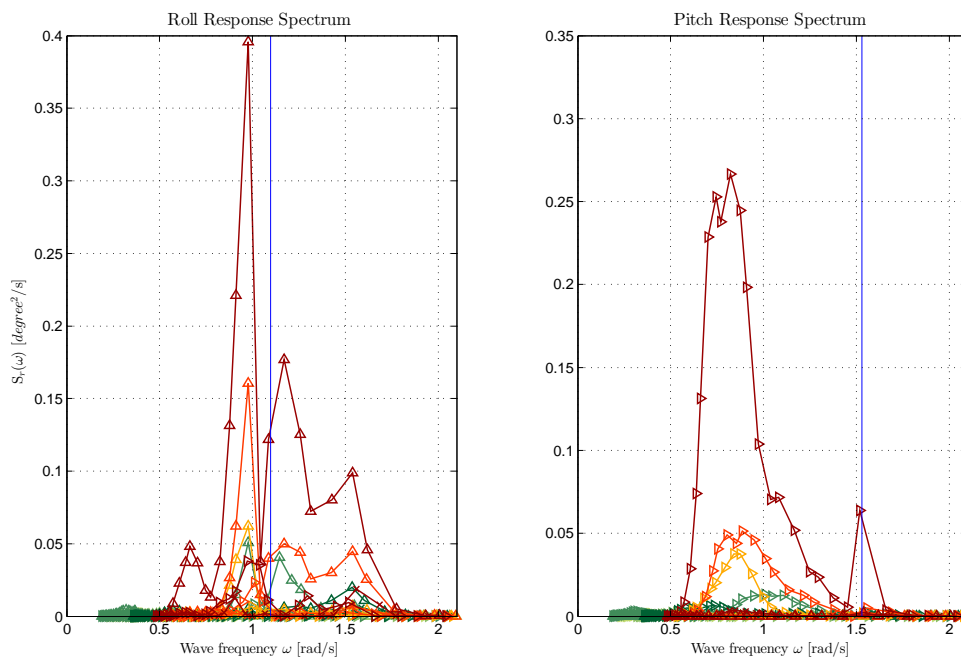 Roll Response Spectrum
0.4
0.35
0.3
0.25
0.2
0.15
0.1
0.05
0
0 0.5 1 1.5 2
Wave frequency ω [rad/s]
Sᵣ(ω) [degree²/s]
Pitch Response Spectrum
0.35
0.3
0.25
0.2
0.15
0.1
0.05
0
0 0.5 1 1.5 2
Wave frequency ω [rad/s]